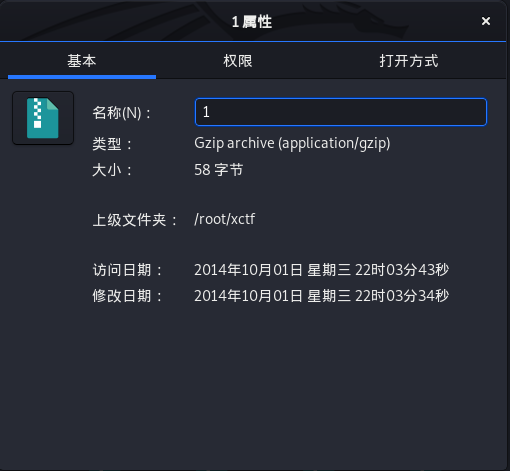 1 属性
基本 权限 打开方式
名称(N)： 1
类型： Gzip archive (application/gzip)
大小： 58 字节
上级文件夹： /root/xctf
访问日期： 2014年10月01日 星期三 22时03分43秒
修改日期： 2014年10月01日 星期三 22时03分34秒